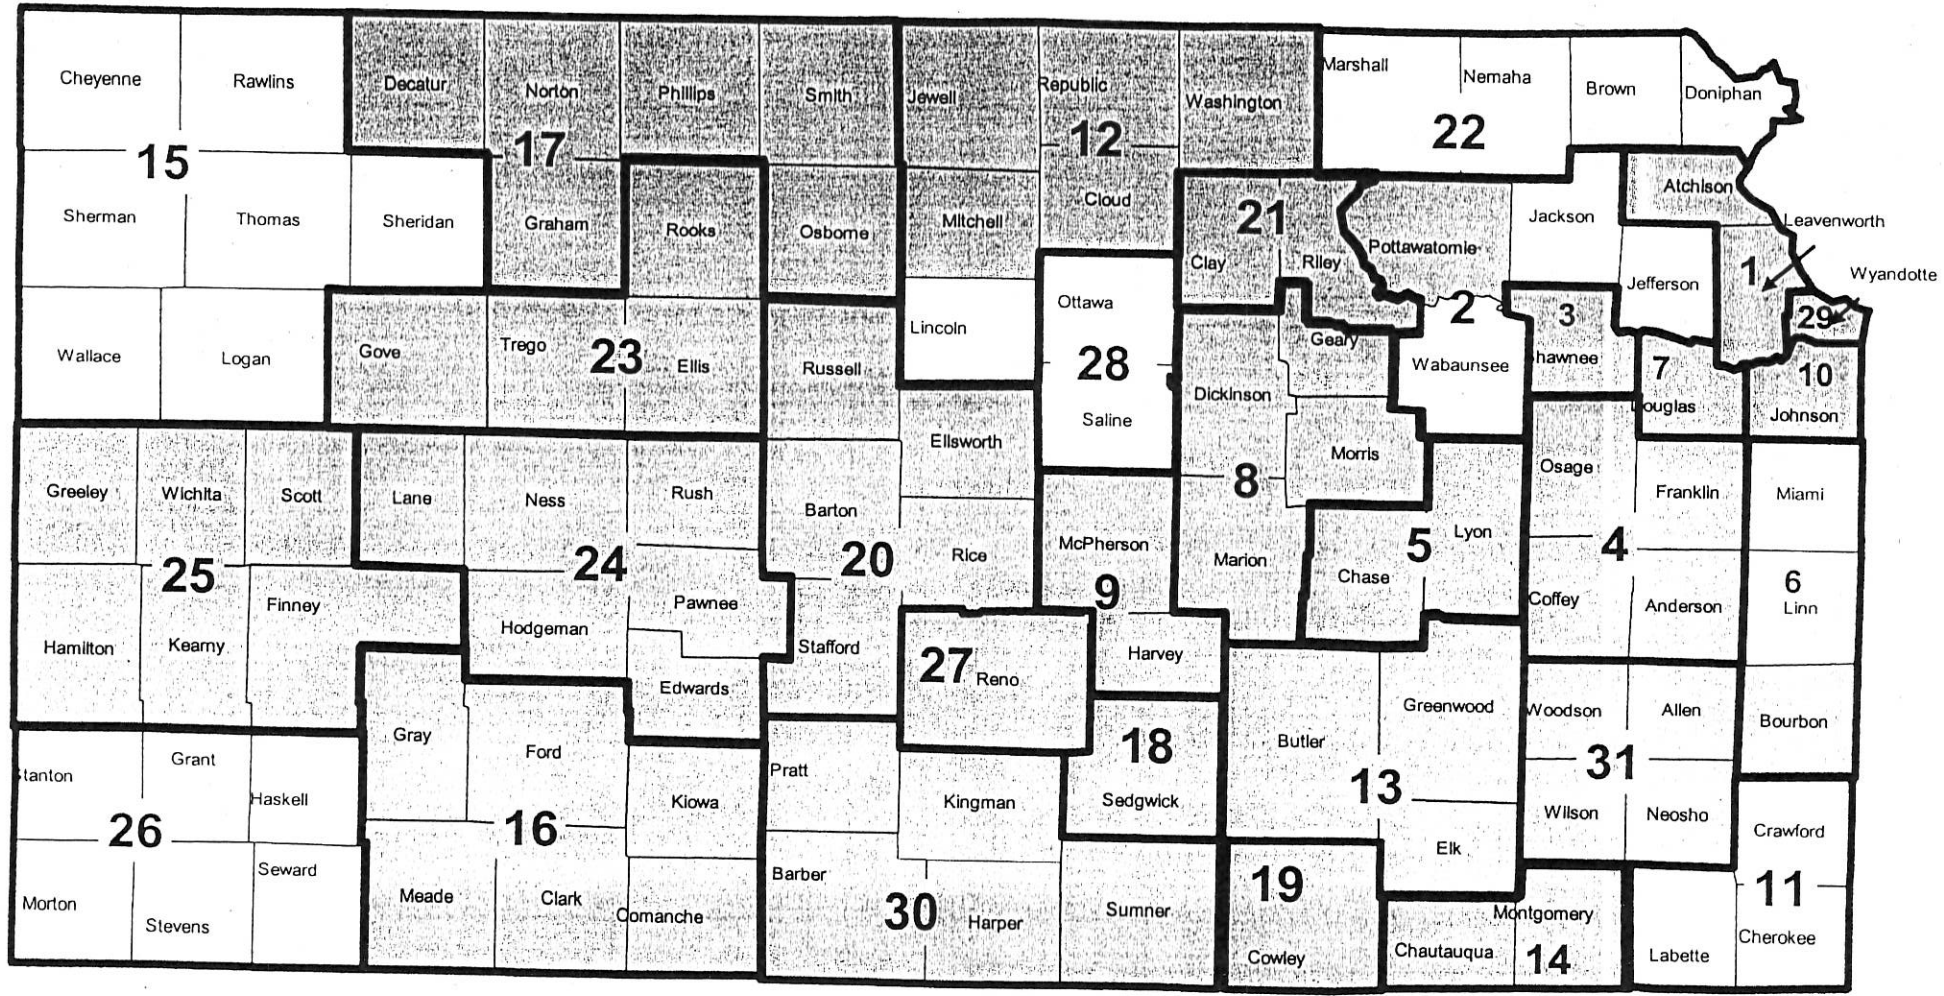 Cheyenne
Rawlins
Decatur
Norton
Phillips
Smith
Jewell
Republic
Washington
Marshall
Nemaha
Brown
Doniphan
15
17
12
22
Sherman
Thomas
Sheridan
Graham
Rooks
Osborne
Mitchell
Cloud
21
Clay
Riley
Pottawatomie
Jackson
Atchison
Leavenworth
Jefferson
1
Wyandotte
29
Wallace
Logan
Gove
Trego
23
Ellis
Russell
Lincoln
Ottawa
28
Saline
Dickinson
Geary
2
Wabaunsee
3
hawnee
7
ouglas
10
Johnson
Greeley
Wichita
Scott
Lane
Ness
Rush
Barton
Ellsworth
Rice
McPherson
8
Morris
Marion
Chase
5
Lyon
Osage
Franklin
Miami
4
25
24
20
9
Hamilton
Kearny
Finney
Hodgeman
Pawnee
Edwards
Stafford
27
Reno
Harvey
Coffey
Anderson
6
Linn
Gray
Ford
Kiowa
Pratt
Kingman
18
Sedgwick
Butler
Greenwood
13
Elk
Woodson
Allen
31
Wilson
Neosho
Bourbon
tanton
Grant
Haskell
26
Morton
Stevens
Seward
16
Meade
Clark
Comanche
Barber
30
Harper
Sumner
19
Cowley
Chautauqua
Montgomery
14
Labette
Crawford
11
Cherokee